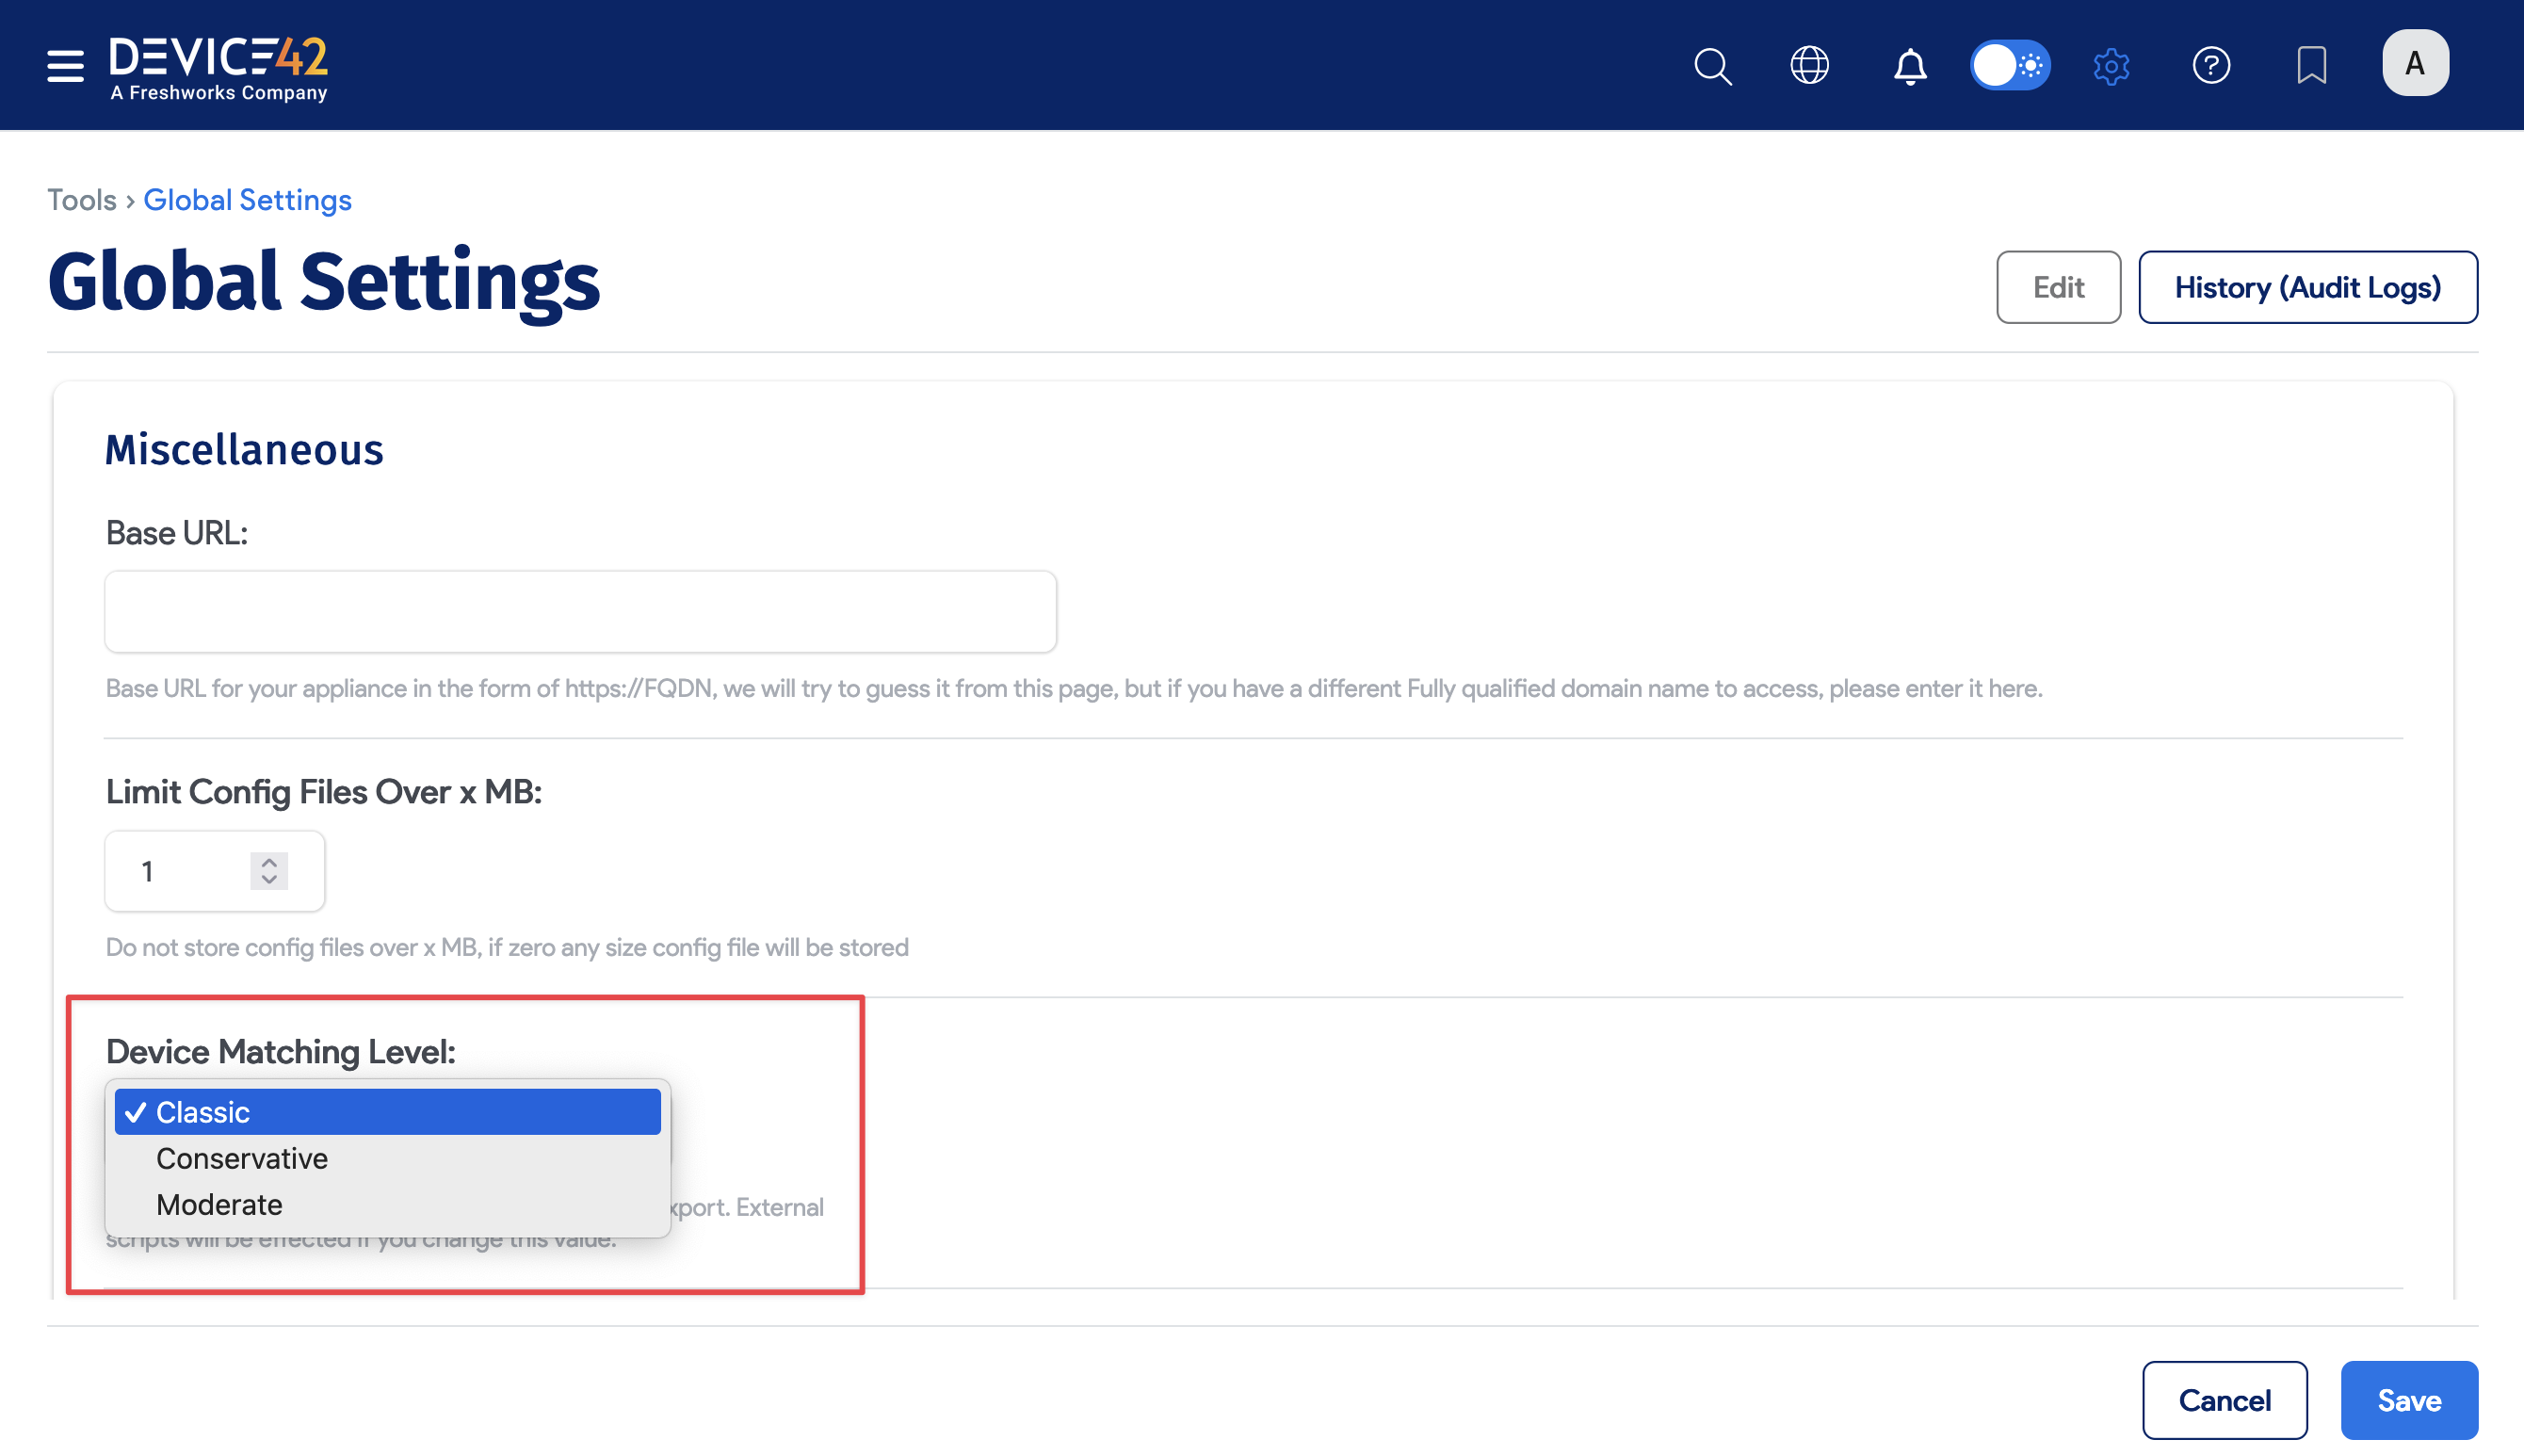 DEVICE42
A Freshworks Company
A
Tools › Global Settings
Global Settings
Edit
History (Audit Logs)
Miscellaneous
Base URL:
Base URL for your appliance in the form of https://FQDN, we will try to guess it from this page, but if you have a different Fully qualified domain name to access, please enter it here.
Limit Config Files Over x MB:
1
Do not store config files over x MB, if zero any size config file will be stored
Device Matching Level:
Classic
Conservative
Moderate
xport. External
scripts will be effected if you change this value.
Cancel
Save